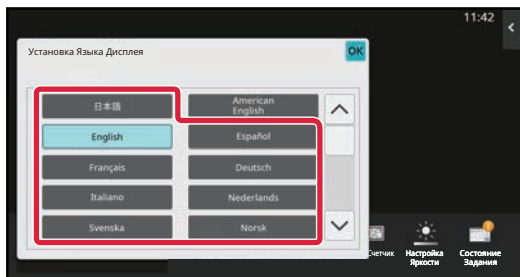 11:42
Установка Языка Дисплея
OK
日本語
American
English
English
Español
Français
Deutsch
Italiano
Nederlands
Svenska
Norsk
Счетчик
Настройка
Яркости
Состояние
Задания